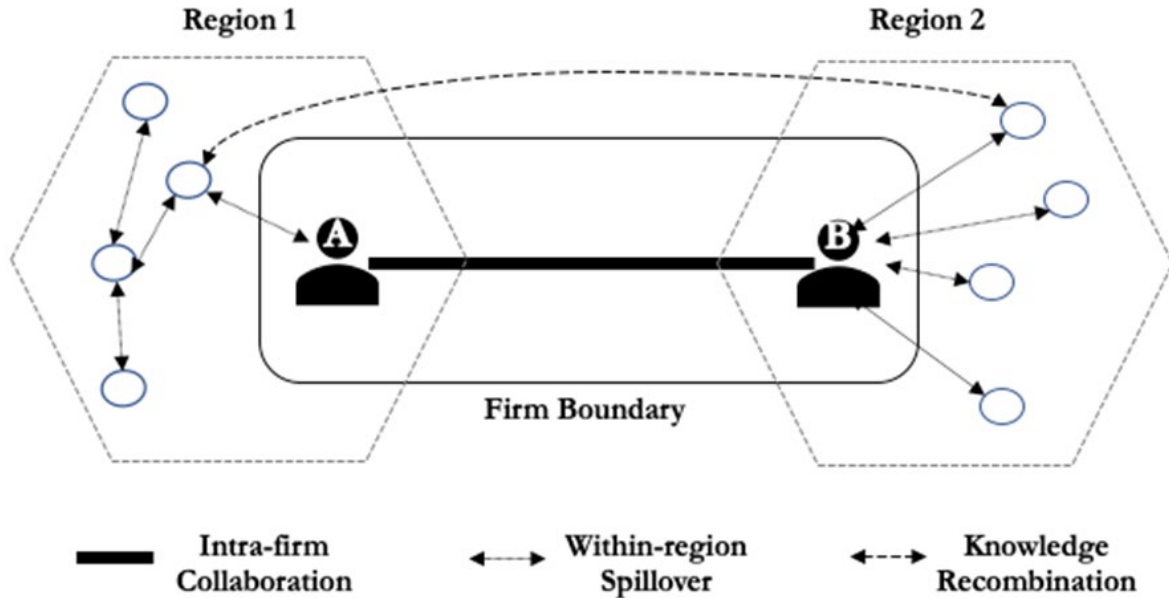 Region 1
Region 2
A
B
Firm Boundary
Intra-firm
Collaboration
Within-region
Spillover
Knowledge
Recombination